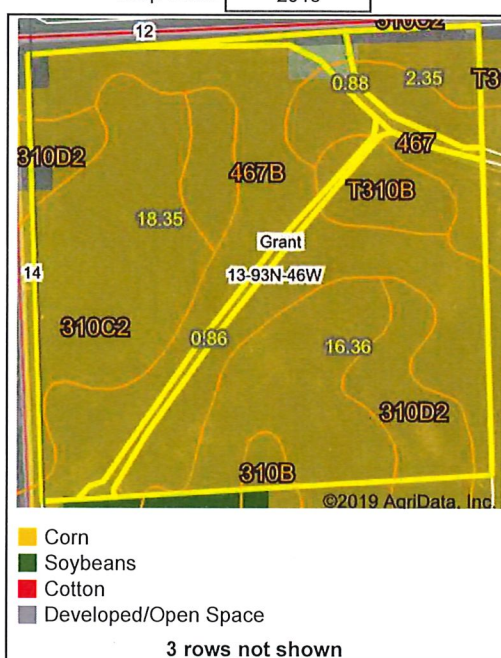 2018
310C2
12
0.88
2.35
T3
467
310D2
467B
T310B
18.35
Grant
14
13-93N-46W
310C2
0.86
16.36
310D2
310B
©2019 AgriData, Inc.
Corn
Soybeans
Cotton
Developed/Open Space
3 rows not shown